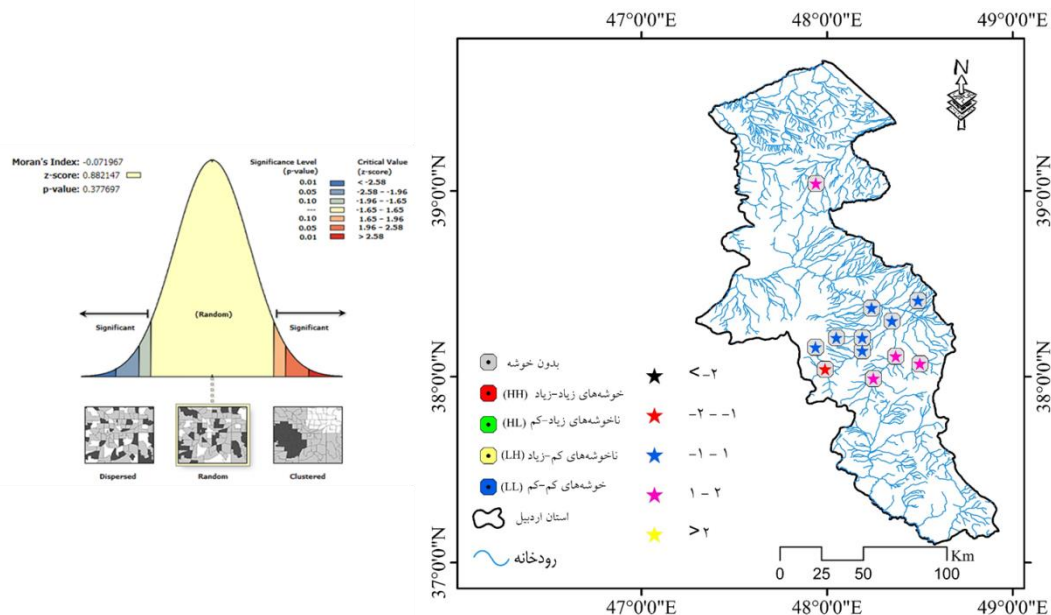 Moran's Index: -0.071967
z-score: 0.882147
p-value: 0.377697
Significance Level
(p-value)
Critical Value
(z-score)
0.01 < -2.58
0.05 -2.58 - -1.96
0.10 -1.96 - -1.65
--- -1.65 - 1.65
0.10 1.65 - 1.96
0.05 1.96 - 2.58
0.01 > 2.58
Significant
(Random)
Significant
Dispersed
Random
Clustered
47°0'0"E 48°0'0"E 49°0'0"E
N
39°0'0"N
39°0'0"N
38°0'0"N
38°0'0"N
37°0'0"N
37°0'0"N
بدون خوشه
خوشه‌های زیاد-زیاد (HH)
ناخوشه‌های زیاد-کم (HL)
ناخوشه‌های کم-زیاد (LH)
خوشه‌های کم-کم (LL)
استان اردبیل
رودخانه
<-۲
-۲ - -۱
-۱ - ۱
۱ - ۲
>۲
Km
0 25 50 100
47°0'0"E 48°0'0"E 49°0'0"E